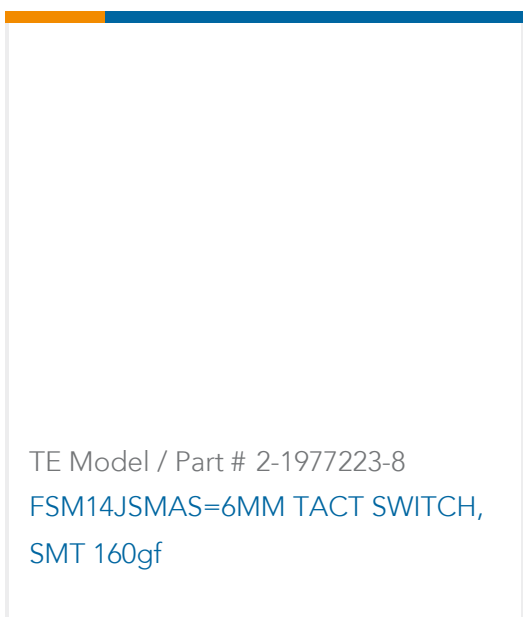 TE Model / Part # 2-1977223-8
FSM14JSMAS=6MM TACT SWITCH,
SMT 160gf